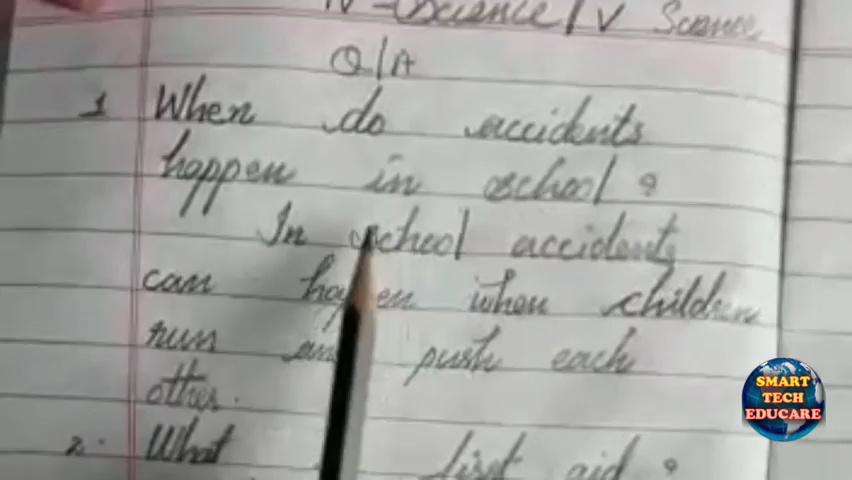 IV - Science / V Science
Q/A
1 When do accidents
happen in school ?
In school accidents
can happen when children
run and push each
other.
2. What first aid ?
SMART
TECH
EDUCARE